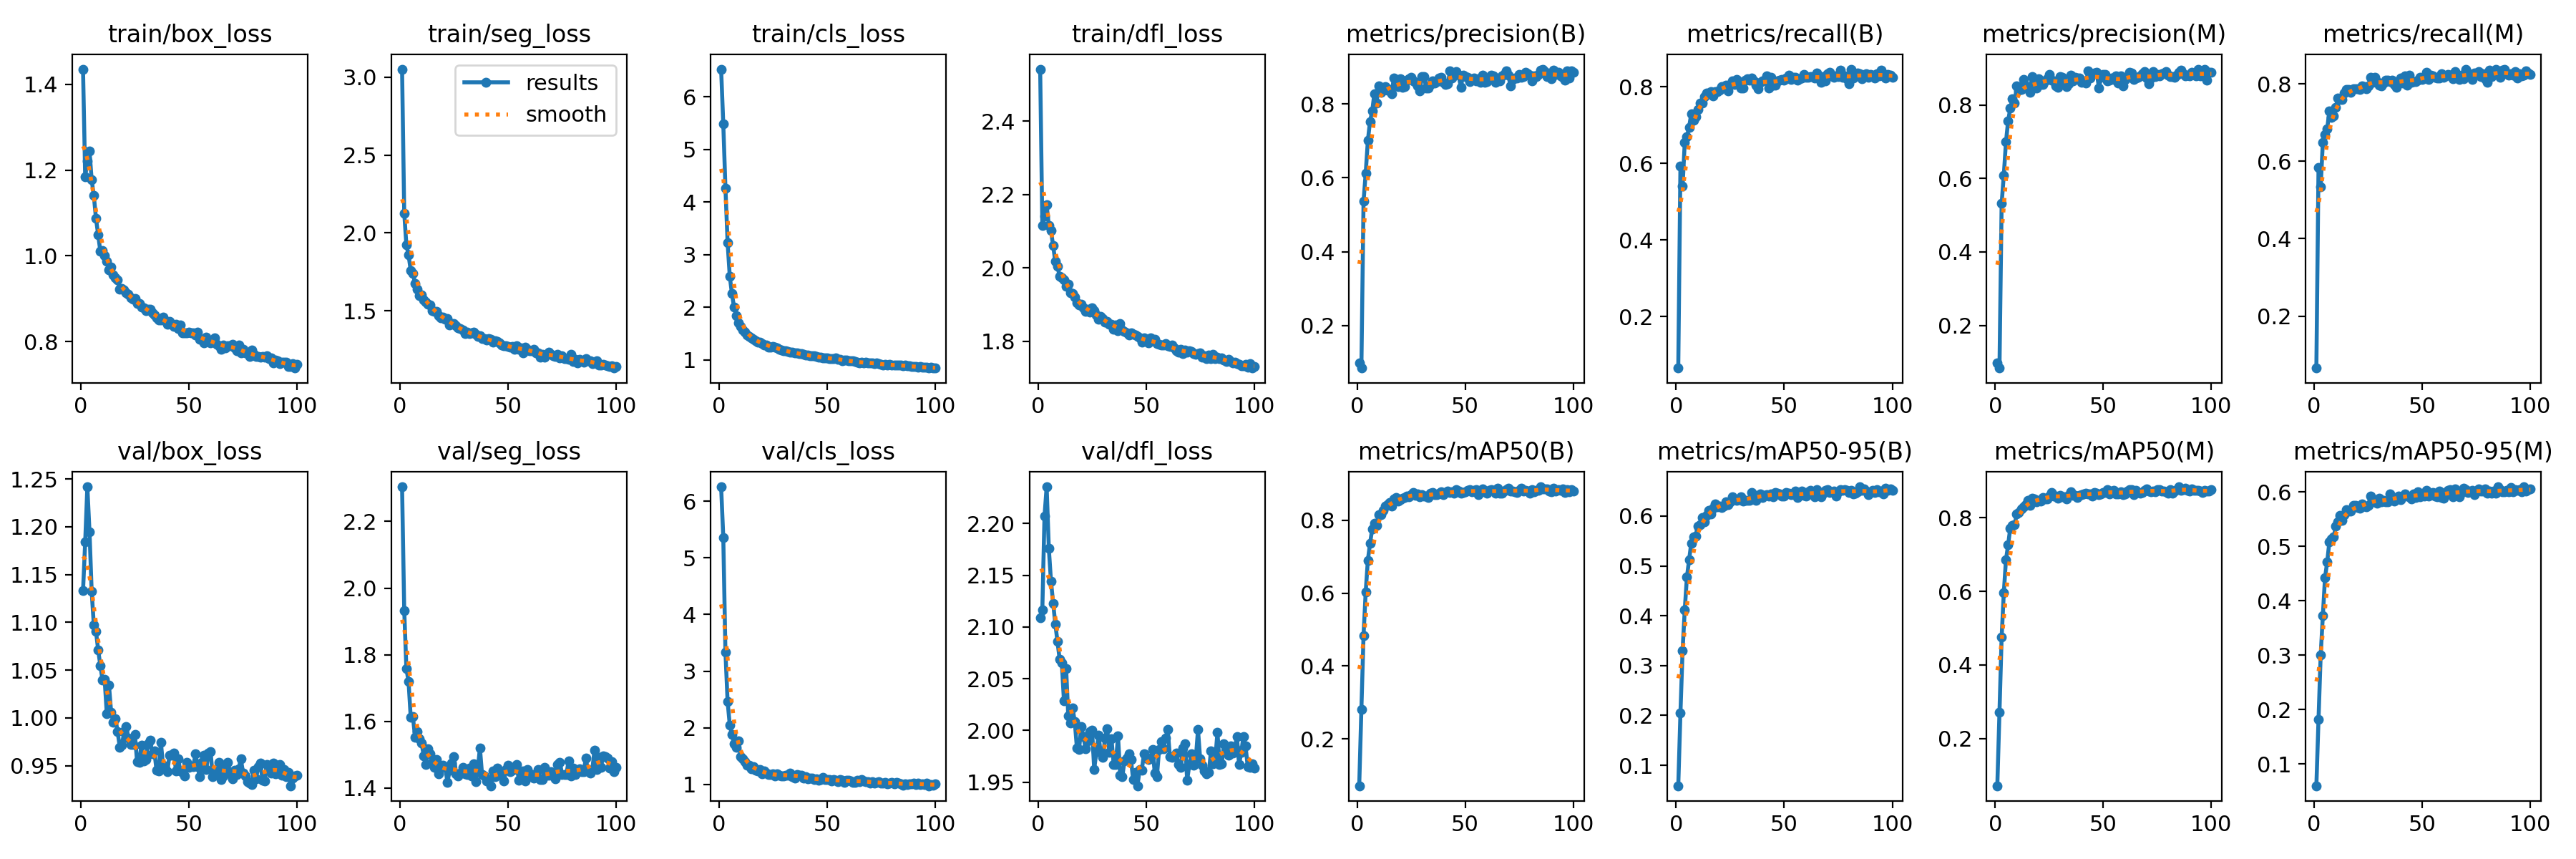 train/box_loss
1.4
1.2
1.0
0.8
0 50 100
train/seg_loss
results
smooth
3.0
2.5
2.0
1.5
0 50 100
train/cls_loss
6
5
4
3
2
1
0 50 100
train/dfl_loss
2.4
2.2
2.0
1.8
0 50 100
metrics/precision(B)
0.8
0.6
0.4
0.2
0 50 100
metrics/recall(B)
0.8
0.6
0.4
0.2
0 50 100
metrics/precision(M)
0.8
0.6
0.4
0.2
0 50 100
metrics/recall(M)
0.8
0.6
0.4
0.2
0 50 100
val/box_loss
1.25
1.20
1.15
1.10
1.05
1.00
0.95
0 50 100
val/seg_loss
2.2
2.0
1.8
1.6
1.4
0 50 100
val/cls_loss
6
5
4
3
2
1
0 50 100
val/dfl_loss
2.20
2.15
2.10
2.05
2.00
1.95
0 50 100
metrics/mAP50(B)
0.8
0.6
0.4
0.2
0 50 100
metrics/mAP50-95(B)
0.6
0.5
0.4
0.3
0.2
0.1
0 50 100
metrics/mAP50(M)
0.8
0.6
0.4
0.2
0 50 100
metrics/mAP50-95(M)
0.6
0.5
0.4
0.3
0.2
0.1
0 50 100